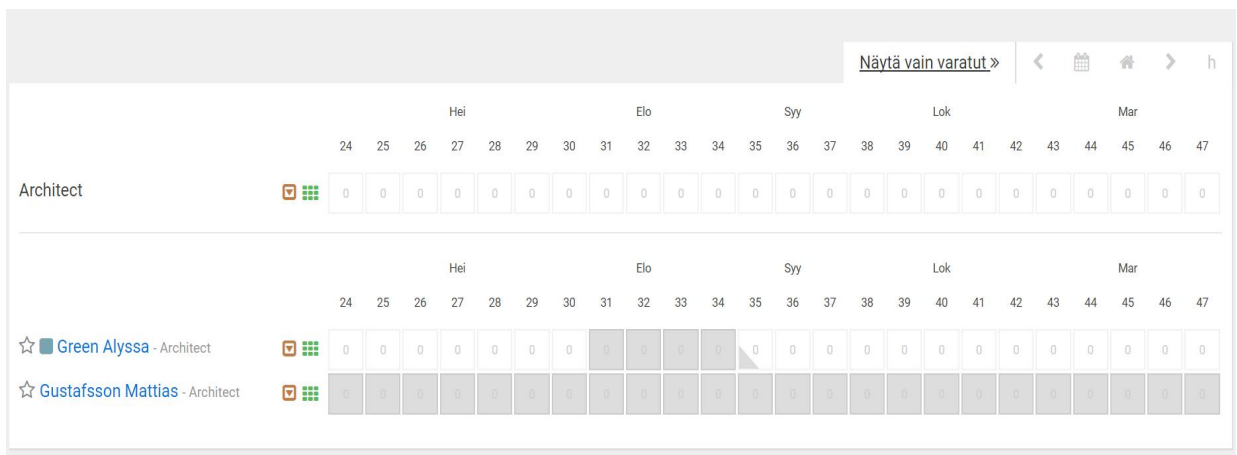 Näytä vain varatut » h
Hei Elo Syy Lok Mar
24 25 26 27 28 29 30 31 32 33 34 35 36 37 38 39 40 41 42 43 44 45 46 47
Architect 0 0 0 0 0 0 0 0 0 0 0 0 0 0 0 0 0 0 0 0 0 0 0 0
Hei Elo Syy Lok Mar
24 25 26 27 28 29 30 31 32 33 34 35 36 37 38 39 40 41 42 43 44 45 46 47
Green Alyssa - Architect 0 0 0 0 0 0 0 0 0 0 0 0 0 0 0 0 0 0 0 0 0 0 0 0
Gustafsson Mattias - Architect 0 0 0 0 0 0 0 0 0 0 0 0 0 0 0 0 0 0 0 0 0 0 0 0